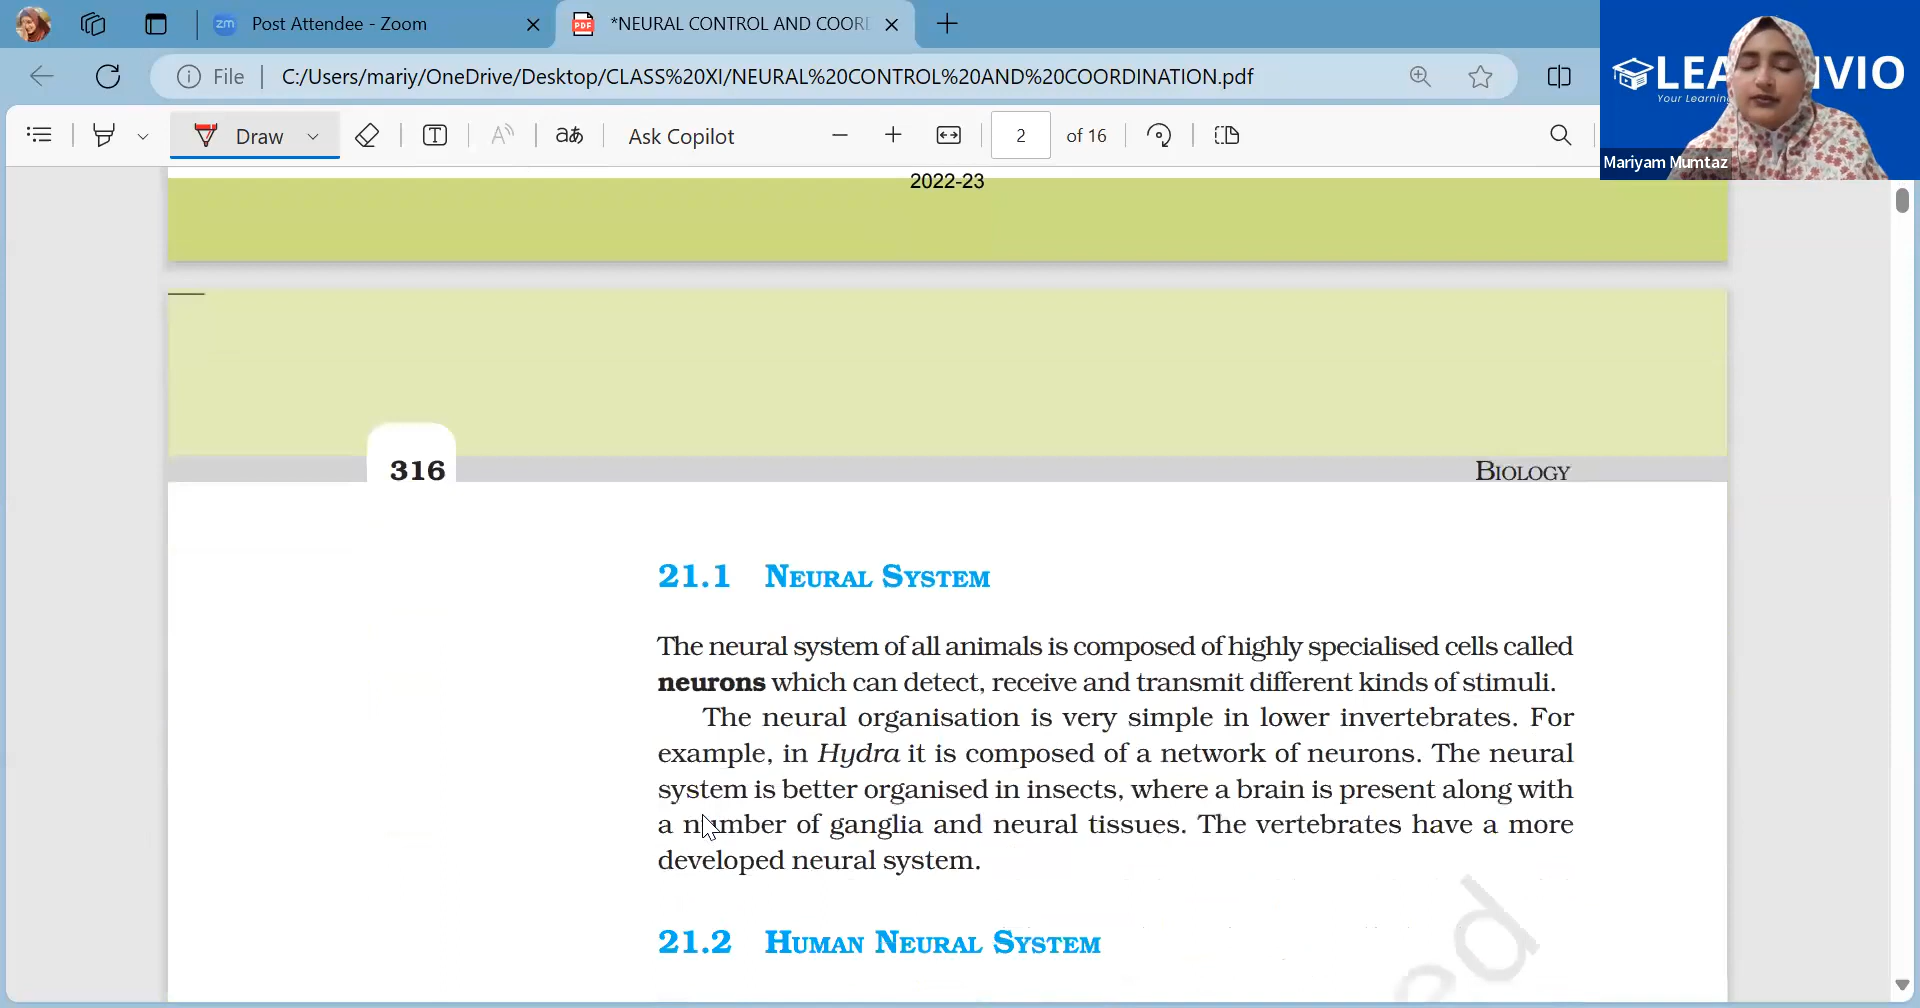 Post Attendee - Zoom
*NEURAL CONTROL AND COORI
File
C:/Users/mariy/OneDrive/Desktop/CLASS%20XI/NEURAL%20CONTROL%20AND%20COORDINATION.pdf
Draw
Ask Copilot
2
of 16
LEA
VIO
Your Learning
Mariyam Mumtaz
2022-23
316
BIOLOGY
21.1 NEURAL SYSTEM
The neural system of all animals is composed of highly specialised cells called
neurons which can detect, receive and transmit different kinds of stimuli.
The neural organisation is very simple in lower invertebrates. For
example, in Hydra it is composed of a network of neurons. The neural
system is better organised in insects, where a brain is present along with
a number of ganglia and neural tissues. The vertebrates have a more
developed neural system.
21.2 HUMAN NEURAL SYSTEM
ed